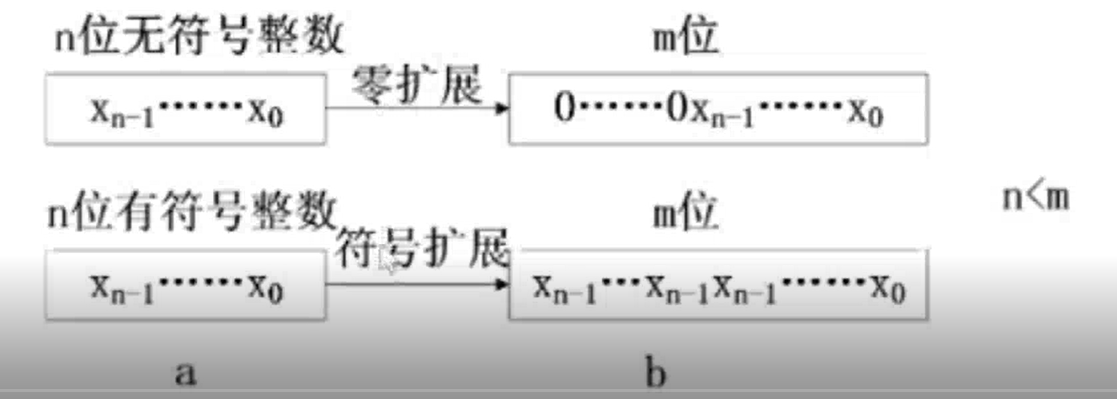 n位无符号整数 m位
零扩展
xn-1……x0 0……0xn-1……x0
n位有符号整数 m位 n<m
符号扩展
xn-1……x0 xn-1…xn-1xn-1……x0
a b